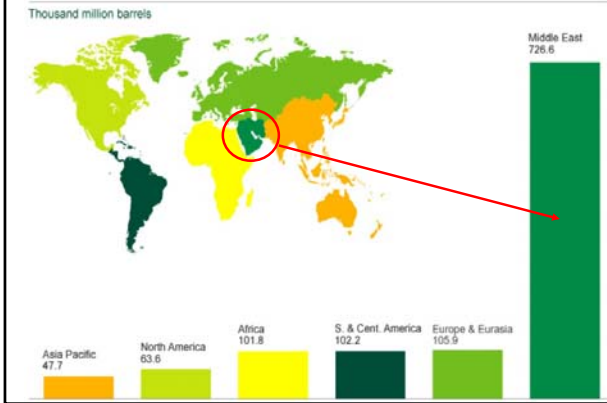 Thousand million barrels
Middle East
726.6
Asia Pacific
47.7
North America
63.6
Africa
101.8
S. & Cent. America
102.2
Europe & Eurasia
105.9